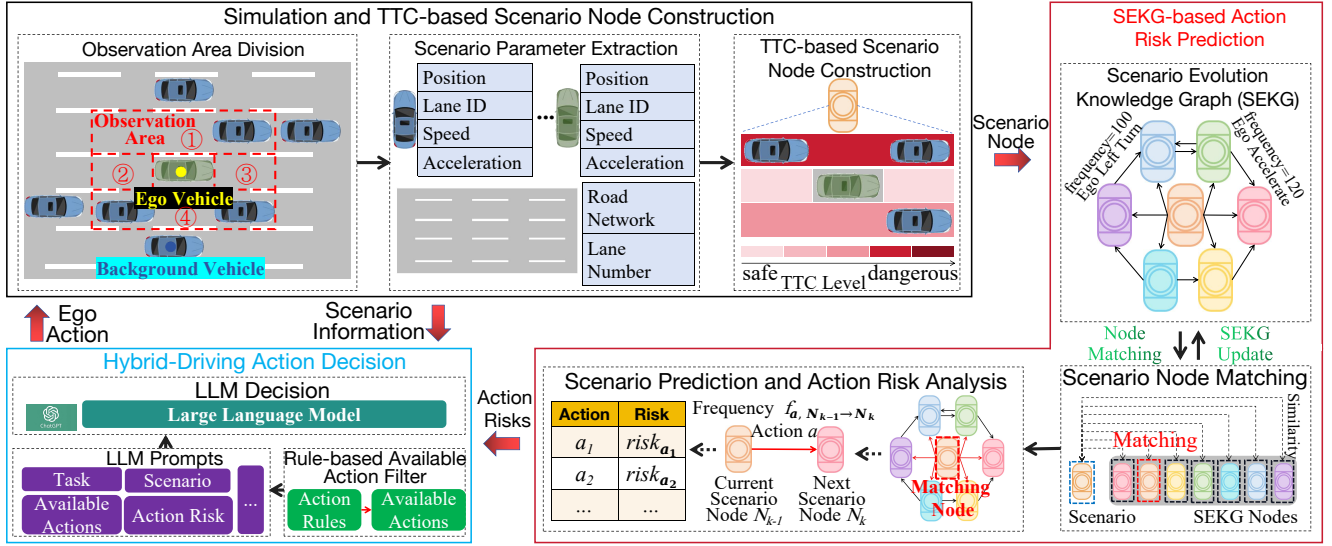 Simulation and TTC-based Scenario Node Construction
Observation Area Division
Observation
Area
①
②
③
④
Ego Vehicle
Background Vehicle
Scenario Parameter Extraction
Position
Lane ID
Speed
Acceleration
...
Position
Lane ID
Speed
Acceleration
Road
Network
Lane
Number
TTC-based Scenario
Node Construction
safe
dangerous
TTC Level
Scenario
Node
SEKG-based Action
Risk Prediction
Scenario Evolution
Knowledge Graph (SEKG)
frequency=100
Ego Left Turn
frequency=120
Ego Accelerate
Node
Matching
SEKG
Update
Scenario Node Matching
Similarity
Matching
Scenario
SEKG Nodes
Scenario Prediction and Action Risk Analysis
Action Risk
a1 riska1
a2 riska2
... ...
Frequency fa, Nk-1→Nk
Action a
...
...
Current
Scenario
Node Nk-1
Next
Scenario
Node Nk
Matching
Node
Action
Risks
Ego
Action
Scenario
Information
Hybrid-Driving Action Decision
LLM Decision
ChatGPT
Large Language Model
LLM Prompts
Task
Scenario
Available
Actions
Action Risk
...
Rule-based Available
Action Filter
Action
Rules
Available
Actions